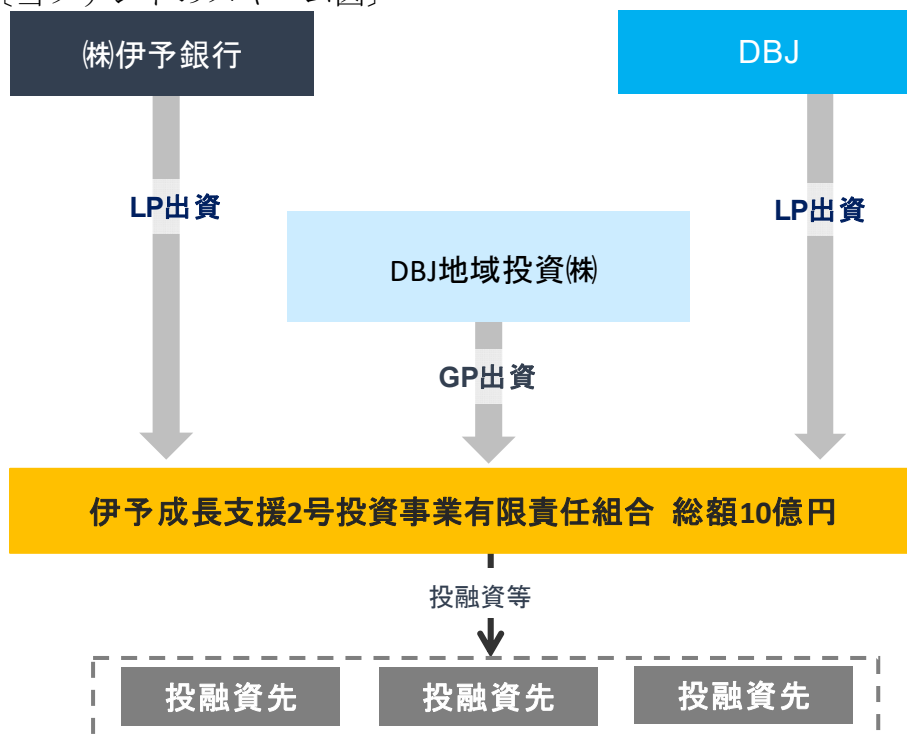 ㈱伊予銀行
DBJ
LP出資
LP出資
DBJ地域投資㈱
GP出資
伊予成長支援2号投資事業有限責任組合 総額10億円
投融資等
投融資先
投融資先
投融資先